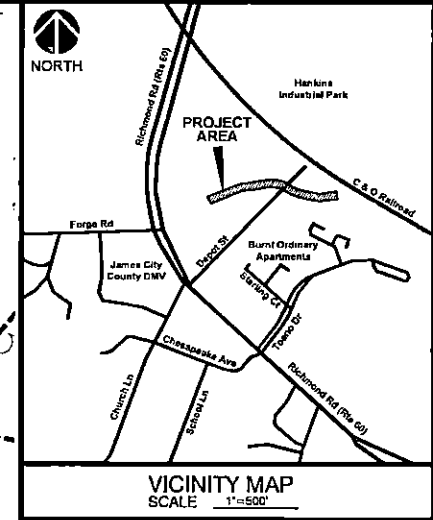 NORTH
Richmond Rd (Rte 60)
Hankins
Industrial Park
PROJECT
AREA
C & O Railroad
Forge Rd
James City
County DMV
Depot St
Burnt Ordinary
Apartments
Sterling Ct
Toano Dr
Chesapeake Ave
Church Ln
School Ln
Richmond Rd (Rte 60)
VICINITY MAP
SCALE 1"=500'